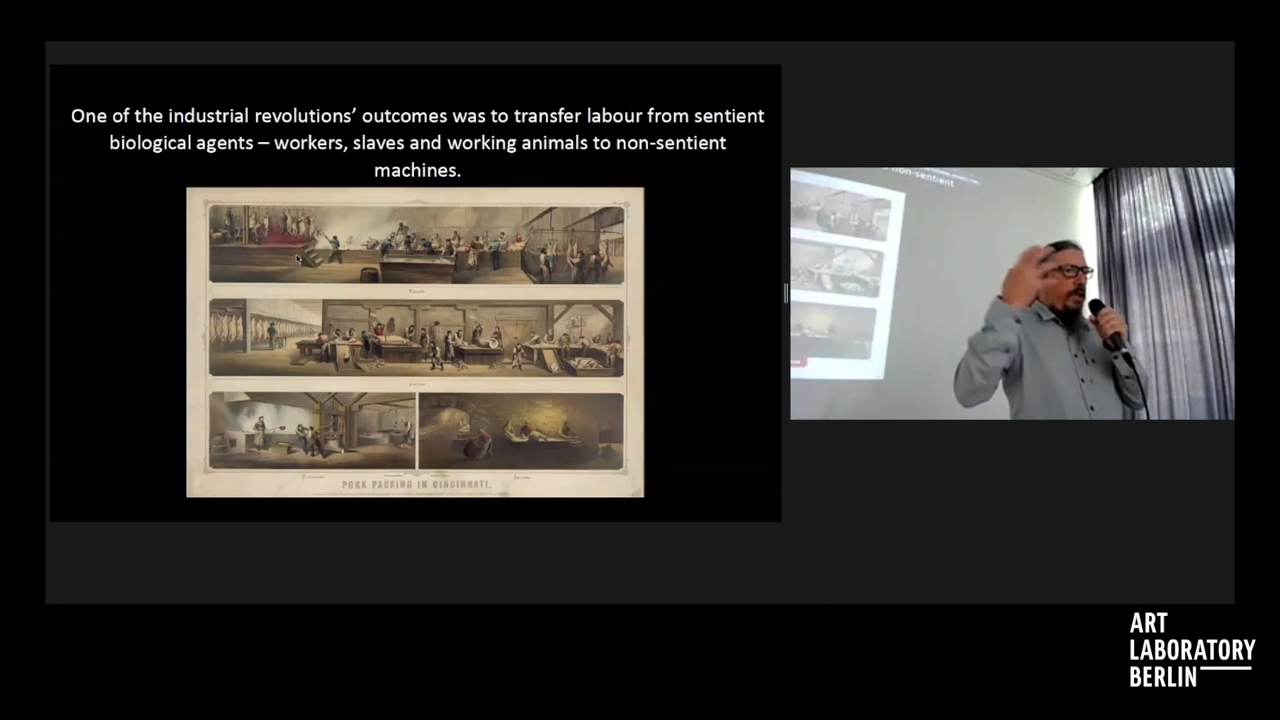 One of the industrial revolutions’ outcomes was to transfer labour from sentient
biological agents – workers, slaves and working animals to non-sentient
machines.
PORK PACKING IN CINCINNATI.
non-sentient
ART
LABORATORY
BERLIN